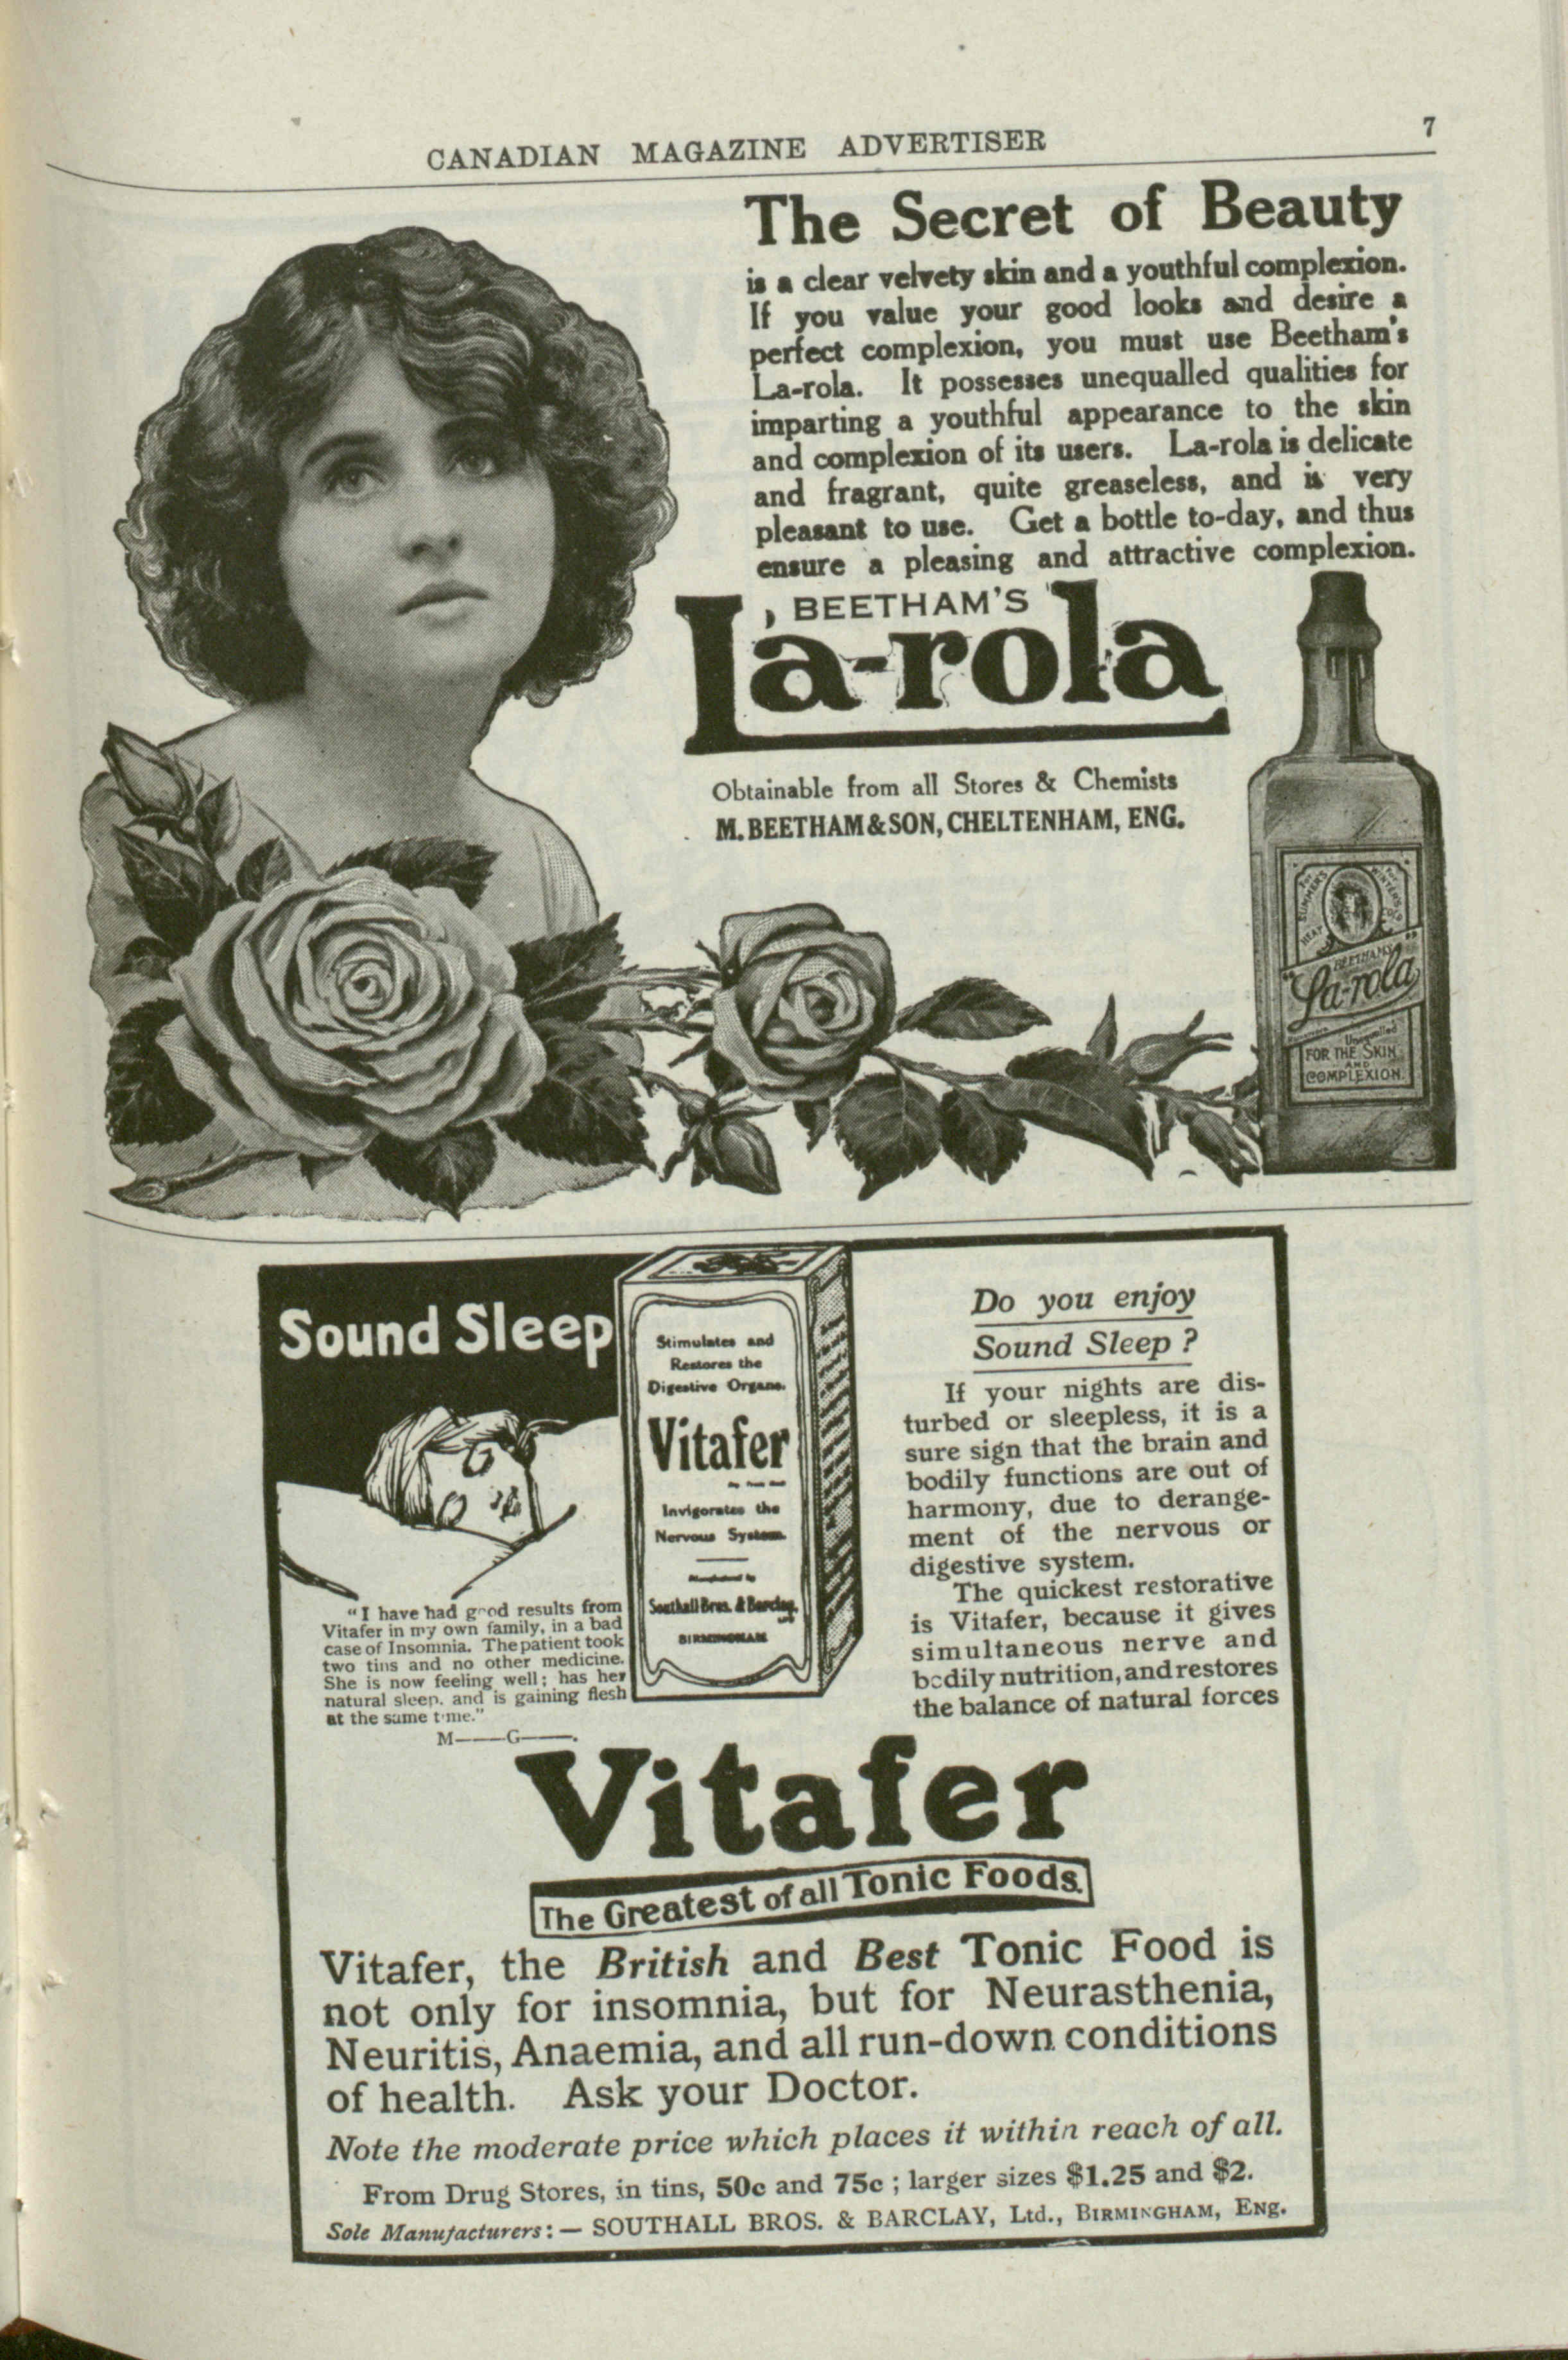 CANADIAN MAGAZINE ADVERTISER 7
The Secret of Beauty
is a clear velvety skin and a youthful complexion.
If you value your good looks and desire a
perfect complexion, you must use Beetham's
La-rola. It possesses unequalled qualities for
imparting a youthful appearance to the skin
and complexion of its users. La-rola is delicate
and fragrant, quite greaseless, and is very
pleasant to use. Get a bottle to-day, and thus
ensure a pleasing and attractive complexion.
BEETHAM'S
La-rola
Obtainable from all Stores & Chemists
M. BEETHAM & SON, CHELTENHAM, ENG.
FOR SUMMER'S HEAT
FOR WINTER'S
BEETHAM'S
"La-rola"
Unequalled
FOR THE SKIN
AND
COMPLEXION.
Sound Sleep
Stimulates and
Restores the
Digestive Organs.
Vitafer
Invigorates the
Nervous System.
Manufactured by
Southall Bros. & Barclay,
BIRMINGHAM
"I have had good results from
Vitafer in my own family, in a bad
case of Insomnia. The patient took
two tins and no other medicine.
She is now feeling well; has her
natural sleep, and is gaining flesh
at the same time."
M——G——.
Do you enjoy
Sound Sleep?
If your nights are dis-
turbed or sleepless, it is a
sure sign that the brain and
bodily functions are out of
harmony, due to derange-
ment of the nervous or
digestive system.
The quickest restorative
is Vitafer, because it gives
simultaneous nerve and
bodily nutrition, and restores
the balance of natural forces
Vitafer
The Greatest of all Tonic Foods.
Vitafer, the British and Best Tonic Food is
not only for insomnia, but for Neurasthenia,
Neuritis, Anaemia, and all run-down conditions
of health. Ask your Doctor.
Note the moderate price which places it within reach of all.
From Drug Stores, in tins, 50c and 75c; larger sizes $1.25 and $2.
Sole Manufacturers:— SOUTHALL BROS. & BARCLAY, Ltd., BIRMINGHAM, ENG.